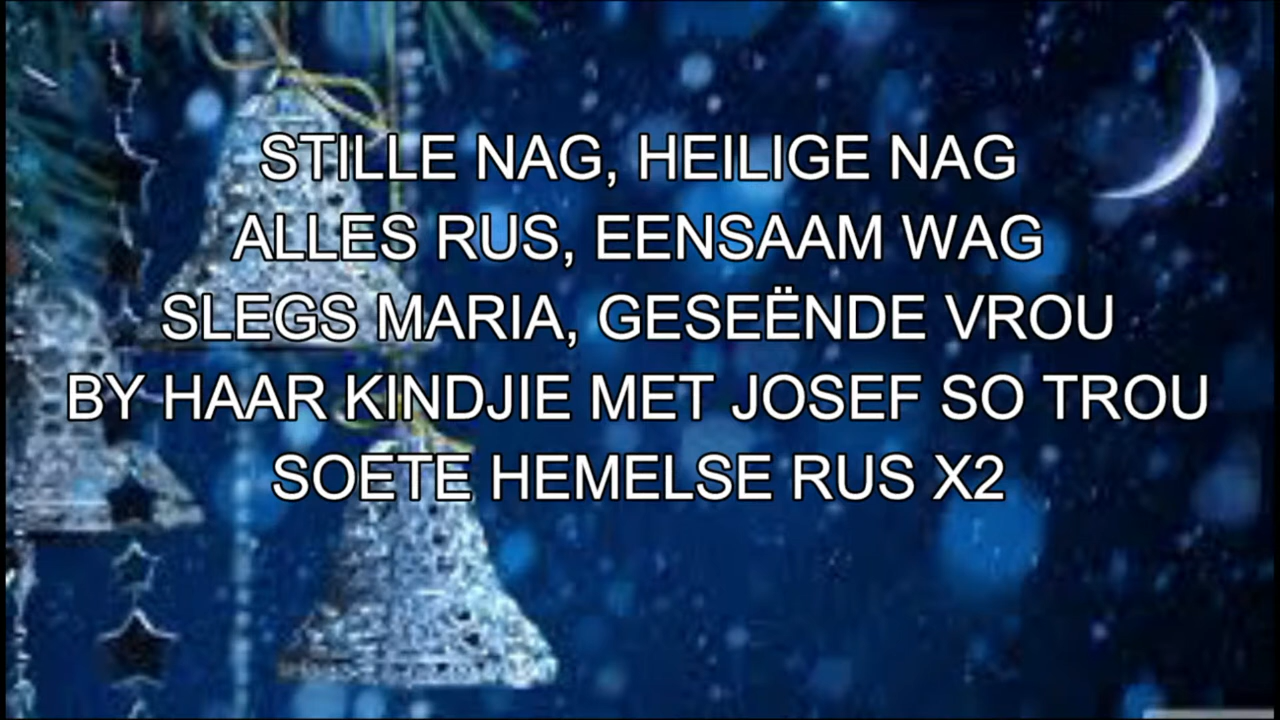 STILLE NAG, HEILIGE NAG
ALLES RUS, EENSAAM WAG
SLEGS MARIA, GESEËNDE VROU
BY HAAR KINDJIE MET JOSEF SO TROU
SOETE HEMELSE RUS X2